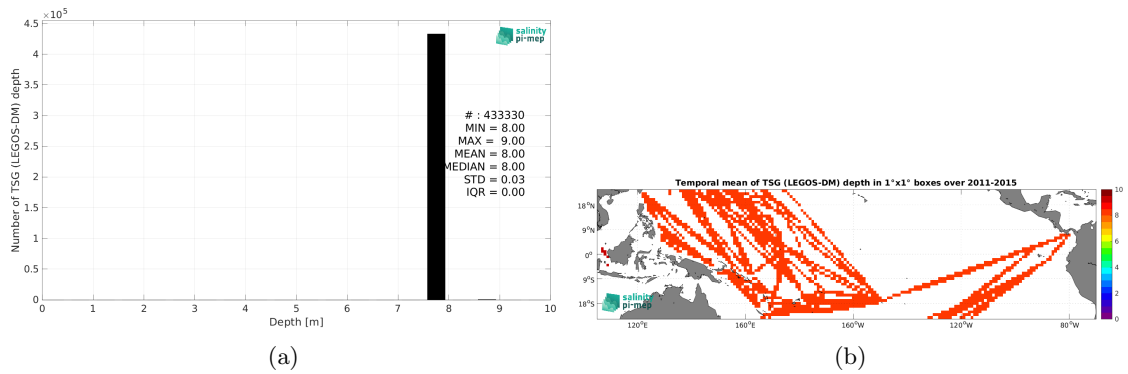 ×10⁵
4.5
4
3.5
3
2.5
2
1.5
1
0.5
0
Number of TSG (LEGOS-DM) depth
salinity
pi-mep
# : 433330
MIN = 8.00
MAX = 9.00
MEAN = 8.00
MEDIAN = 8.00
STD = 0.03
IQR = 0.00
0 1 2 3 4 5 6 7 8 9 10
Depth [m]
(a)
Temporal mean of TSG (LEGOS-DM) depth in 1°x1° boxes over 2011-2015
18°N
9°N
0°
9°S
18°S
salinity
pi-mep
120°E 160°E 160°W 120°W 80°W
10
8
6
4
2
0
(b)